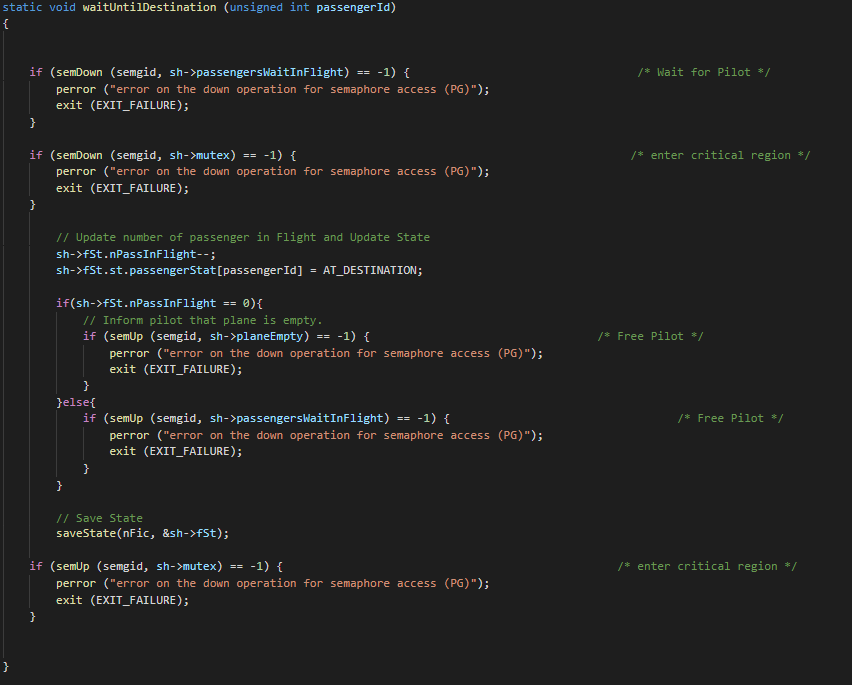 static void waitUntilDestination (unsigned int passengerId)
{
if (semDown (semgid, sh->passengersWaitInFlight) == -1) { /* Wait for Pilot */
perror ("error on the down operation for semaphore access (PG)");
exit (EXIT_FAILURE);
}
if (semDown (semgid, sh->mutex) == -1) { /* enter critical region */
perror ("error on the down operation for semaphore access (PG)");
exit (EXIT_FAILURE);
}
// Update number of passenger in Flight and Update State
sh->fSt.nPassInFlight--;
sh->fSt.st.passengerStat[passengerId] = AT_DESTINATION;
if(sh->fSt.nPassInFlight == 0){
// Inform pilot that plane is empty.
if (semUp (semgid, sh->planeEmpty) == -1) { /* Free Pilot */
perror ("error on the down operation for semaphore access (PG)");
exit (EXIT_FAILURE);
}
}else{
if (semUp (semgid, sh->passengersWaitInFlight) == -1) { /* Free Pilot */
perror ("error on the down operation for semaphore access (PG)");
exit (EXIT_FAILURE);
}
}
// Save State
saveState(nFic, &sh->fSt);
if (semUp (semgid, sh->mutex) == -1) { /* enter critical region */
perror ("error on the down operation for semaphore access (PG)");
exit (EXIT_FAILURE);
}
}